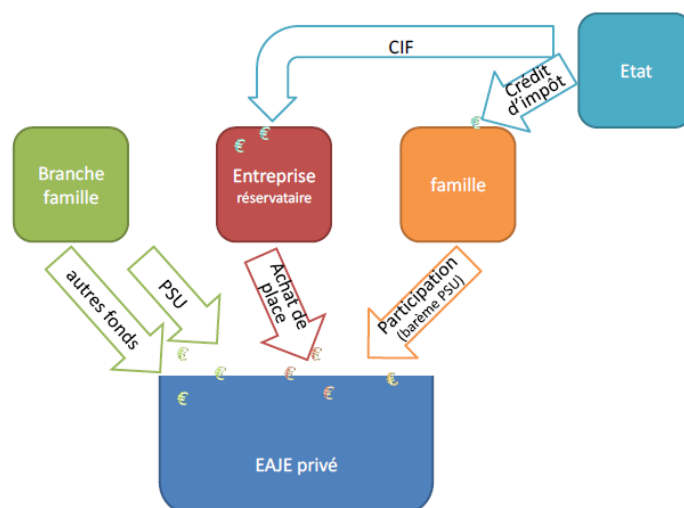 CIF
Crédit
d'impôt
Etat
Branche
famille
Entreprise
réservataire
famille
autres fonds
PSU
Achat de
place
Participation
(barème PSU)
€
€
€
€
€
€
€
€
€
€
EAJE privé